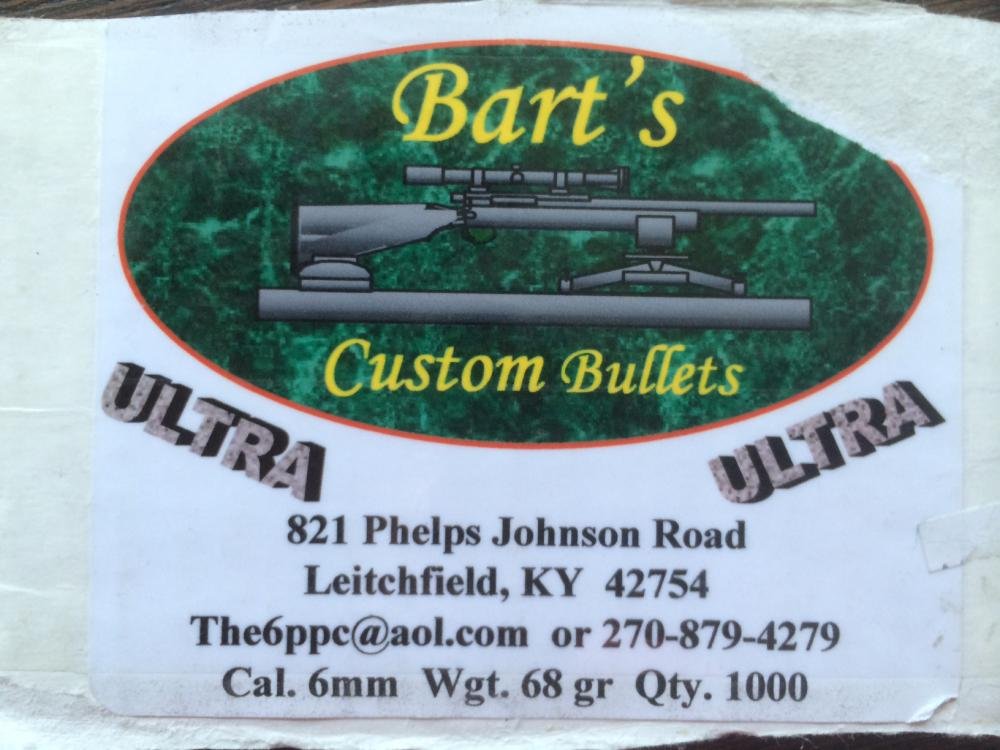 Bart's
Custom Bullets
ULTRA
ULTRA
821 Phelps Johnson Road
Leitchfield, KY 42754
The6ppc@aol.com or 270-879-4279
Cal. 6mm Wgt. 68 gr Qty. 1000